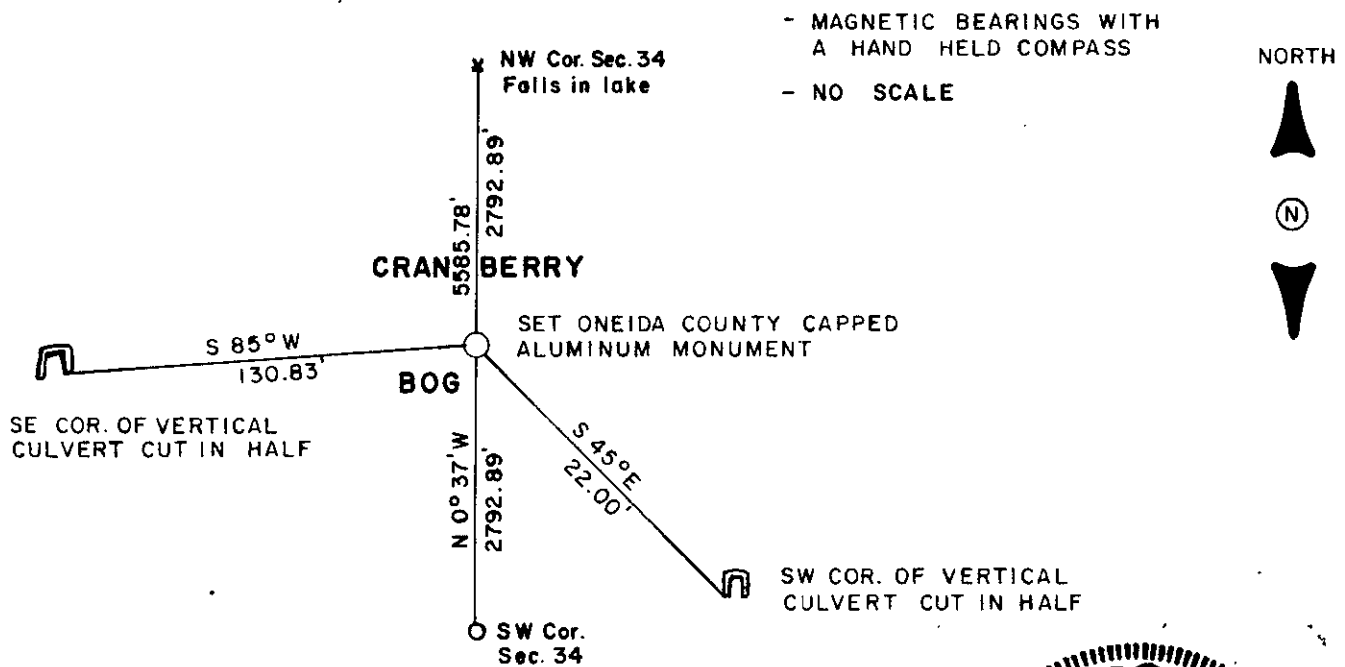 - MAGNETIC BEARINGS WITH
A HAND HELD COMPASS
- NO SCALE
NORTH
N
NW Cor. Sec. 34
Falls in lake
2792.89'
5585.78'
CRANBERRY
SET ONEIDA COUNTY CAPPED
ALUMINUM MONUMENT
S 85° W
130.83'
BOG
SE COR. OF VERTICAL
CULVERT CUT IN HALF
S 45° E
22.00'
N 0° 37' W
2792.89'
SW COR. OF VERTICAL
CULVERT CUT IN HALF
SW Cor.
Sec. 34